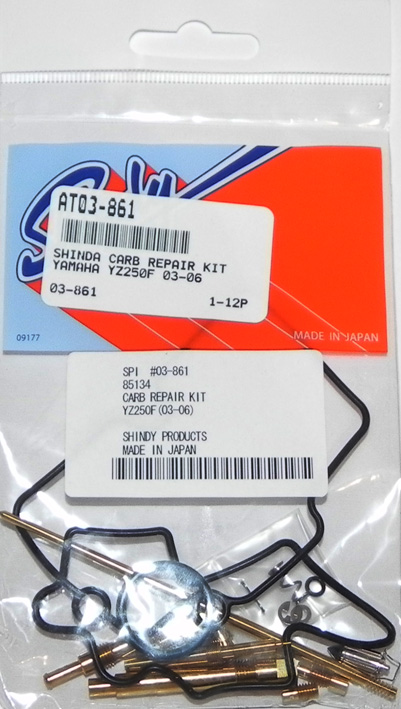 AT03-861
SHINDA CARB REPAIR KIT
YAMAHA YZ250F 03-06
03-861 1-12P
09177 MADE IN JAPAN
SPI #03-861
85134
CARB REPAIR KIT
YZ250F(03-06)
SHINDY PRODUCTS
MADE IN JAPAN